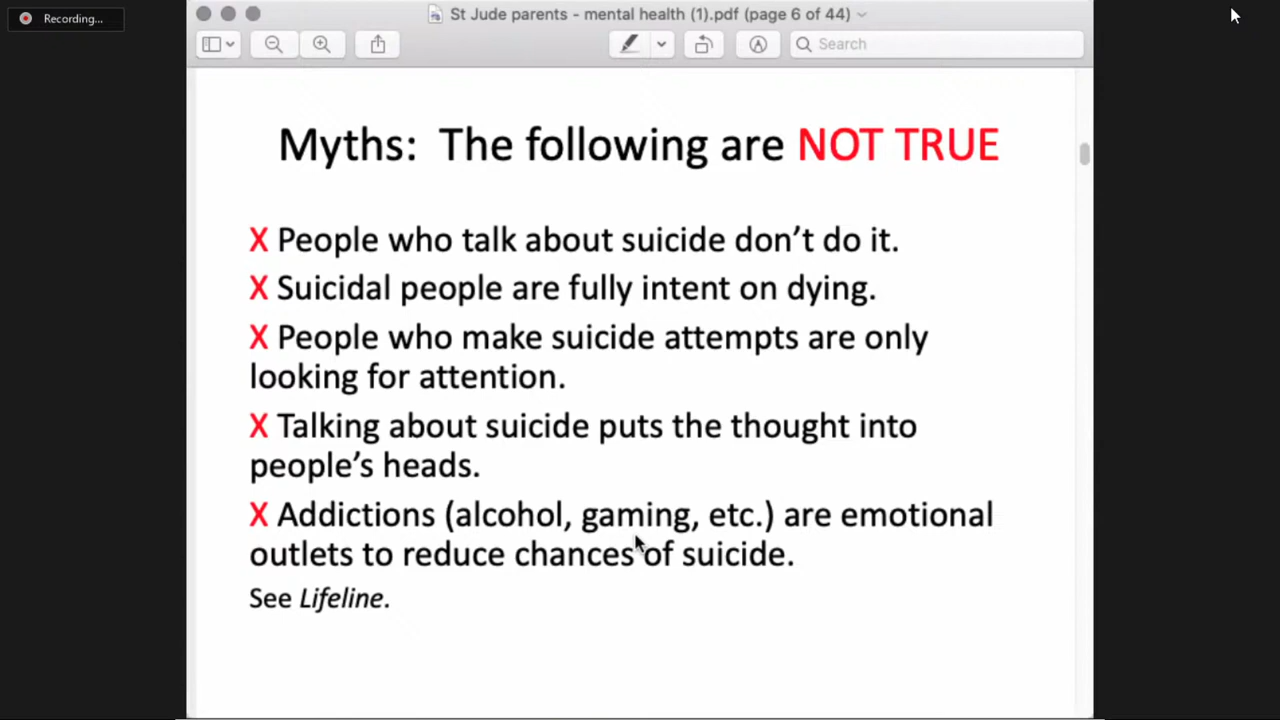 Recording...
St Jude parents - mental health (1).pdf (page 6 of 44)
Search
Myths: The following are NOT TRUE
X People who talk about suicide don’t do it.
X Suicidal people are fully intent on dying.
X People who make suicide attempts are only
looking for attention.
X Talking about suicide puts the thought into
people’s heads.
X Addictions (alcohol, gaming, etc.) are emotional
outlets to reduce chances of suicide.
See Lifeline.